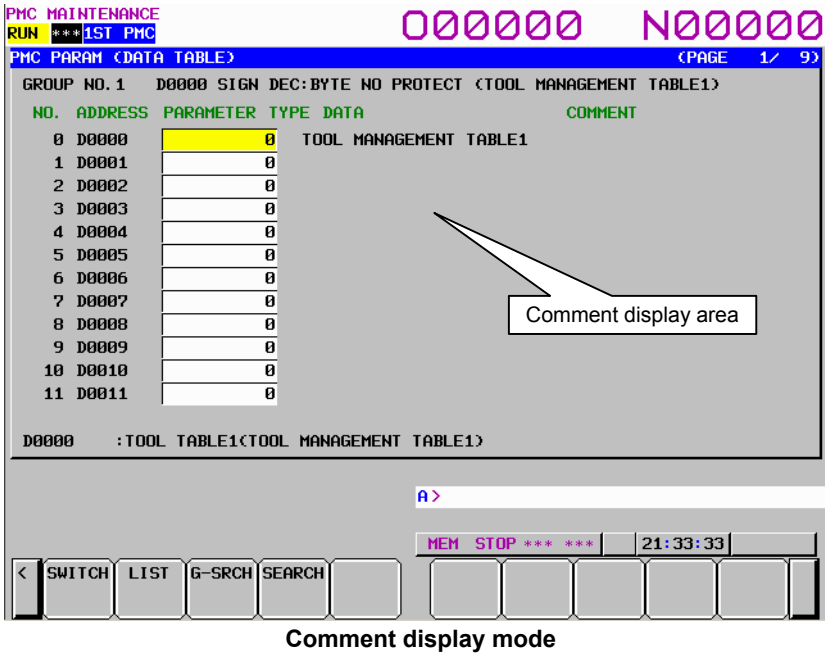 PMC MAINTENANCE O00000 N00000
RUN ***1ST PMC
PMC PARAM (DATA TABLE) (PAGE 1/ 9)
GROUP NO.1 D0000 SIGN DEC:BYTE NO PROTECT (TOOL MANAGEMENT TABLE1)
NO. ADDRESS PARAMETER TYPE DATA COMMENT
0 D0000 0 TOOL MANAGEMENT TABLE1
1 D0001 0
2 D0002 0
3 D0003 0
4 D0004 0
5 D0005 0
6 D0006 0
7 D0007 0
8 D0008 0
9 D0009 0
10 D0010 0
11 D0011 0
Comment display area
D0000 :TOOL TABLE1(TOOL MANAGEMENT TABLE1)
A>
MEM STOP *** *** 21:33:33
< SWITCH LIST G-SRCH SEARCH
Comment display mode